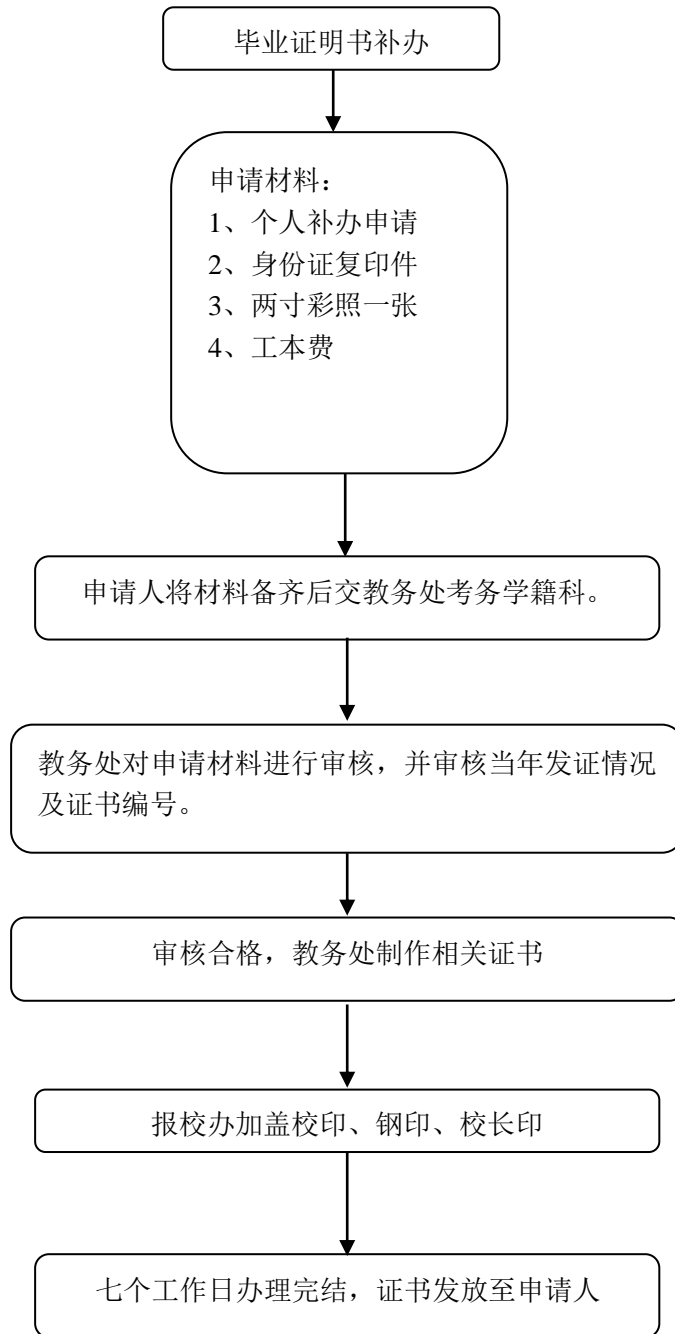 毕业证明书补办
申请材料：
1、个人补办申请
2、身份证复印件
3、两寸彩照一张
4、工本费
申请人将材料备齐后交教务处考务学籍科。
教务处对申请材料进行审核，并审核当年发证情况
及证书编号。
审核合格，教务处制作相关证书
报校办加盖校印、钢印、校长印
七个工作日办理完结，证书发放至申请人